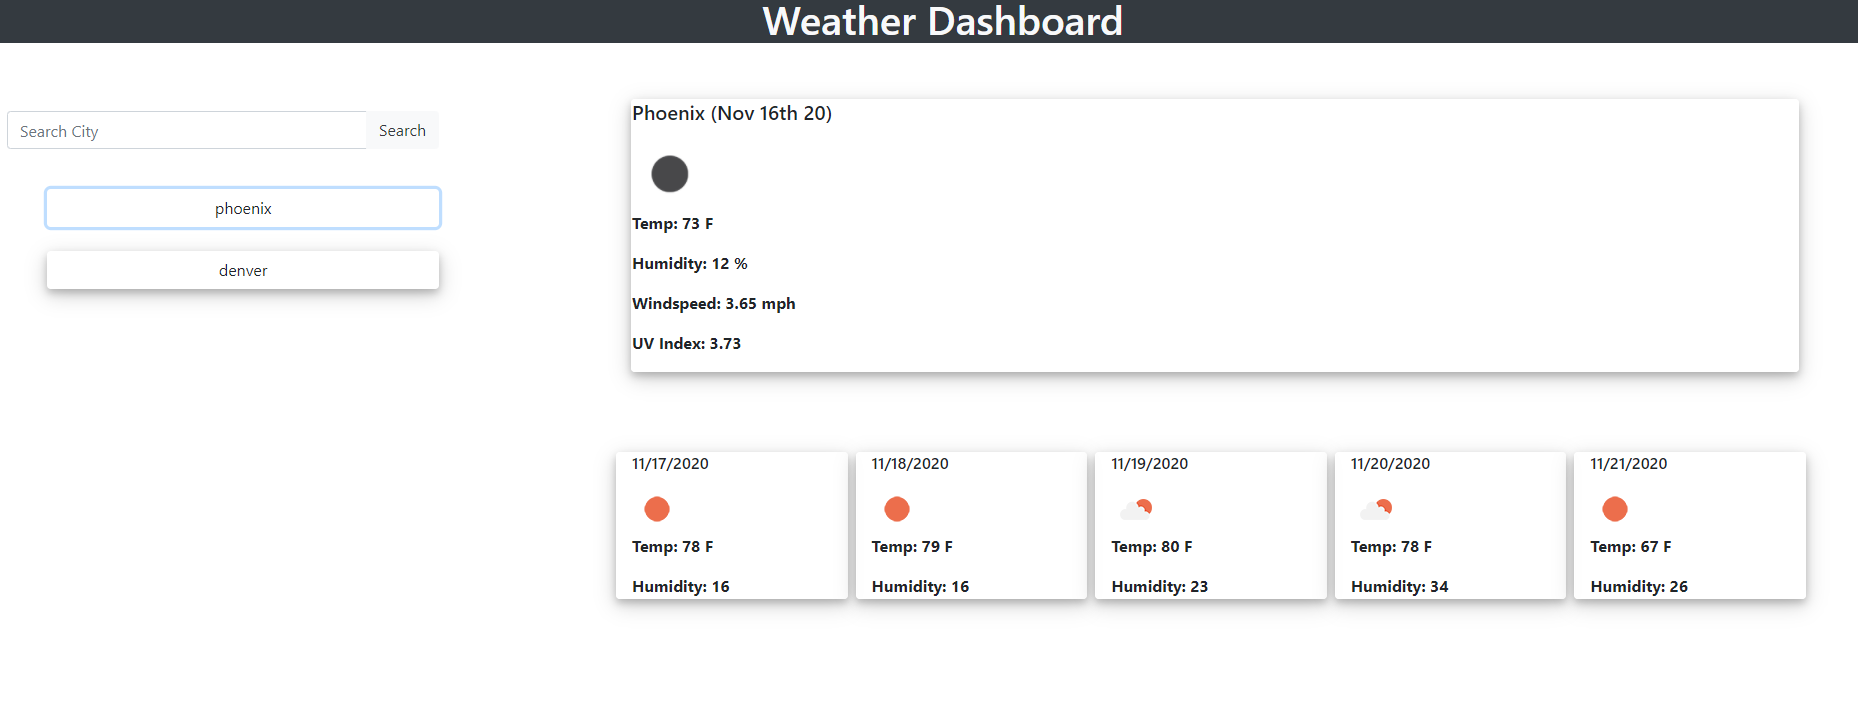 Weather Dashboard
Search City
Search
phoenix
denver
Phoenix (Nov 16th 20)
Temp: 73 F
Humidity: 12 %
Windspeed: 3.65 mph
UV Index: 3.73
11/17/2020
Temp: 78 F
Humidity: 16
11/18/2020
Temp: 79 F
Humidity: 16
11/19/2020
Temp: 80 F
Humidity: 23
11/20/2020
Temp: 78 F
Humidity: 34
11/21/2020
Temp: 67 F
Humidity: 26